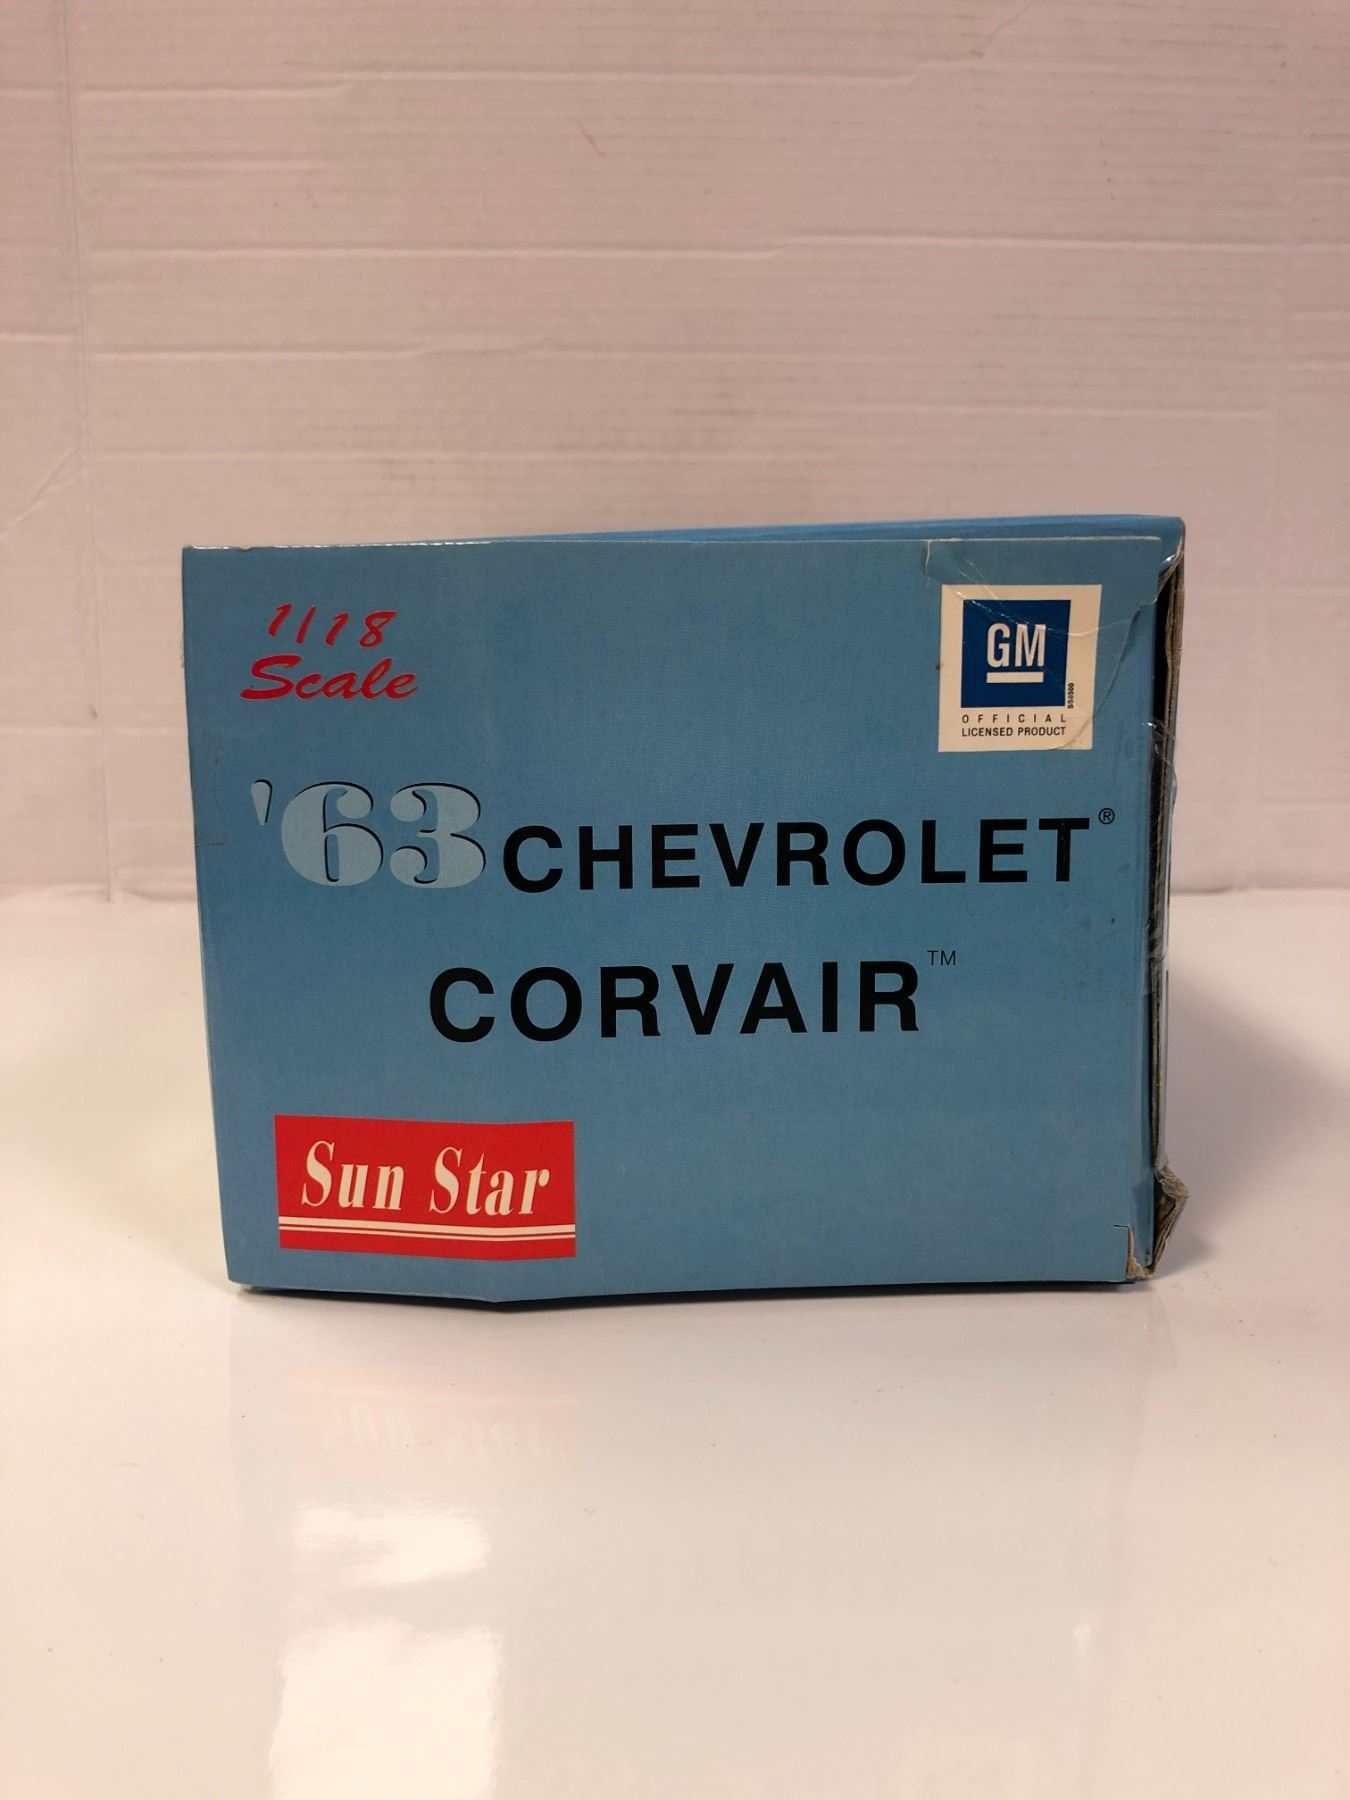 1/18
Scale
GM
OFFICIAL
LICENSED PRODUCT
'63 CHEVROLET®
CORVAIR™
Sun Star